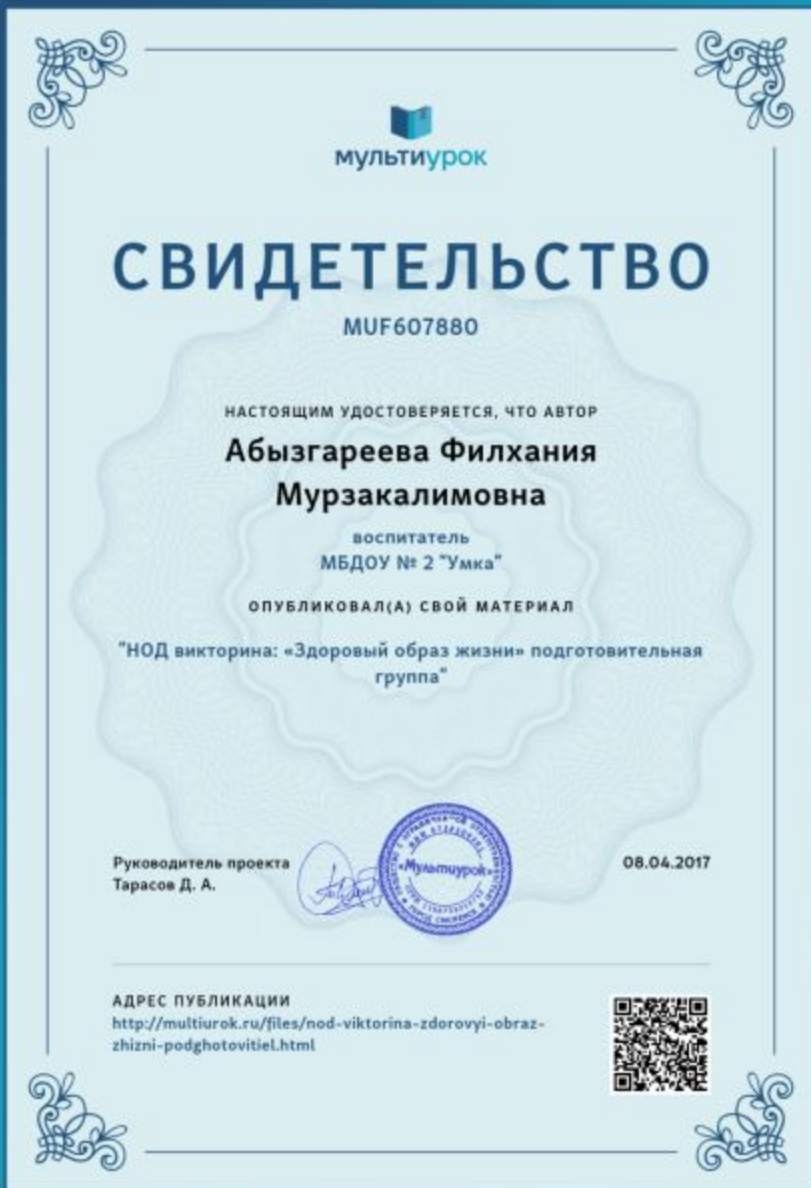 мультиурок
СВИДЕТЕЛЬСТВО
MUF607880
НАСТОЯЩИМ УДОСТОВЕРЯЕТСЯ, ЧТО АВТОР
Абызгареева Филхания
Мурзакалимовна
воспитатель
МБДОУ № 2 "Умка"
ОПУБЛИКОВАЛ(А) СВОЙ МАТЕРИАЛ
"НОД викторина: «Здоровый образ жизни» подготовительная
группа"
Руководитель проекта
Тарасов Д. А.
«Мультиурок»
08.04.2017
АДРЕС ПУБЛИКАЦИИ
http://multiurok.ru/files/nod-viktorina-zdorovyi-obraz-
zhizni-podghotovitiel.html